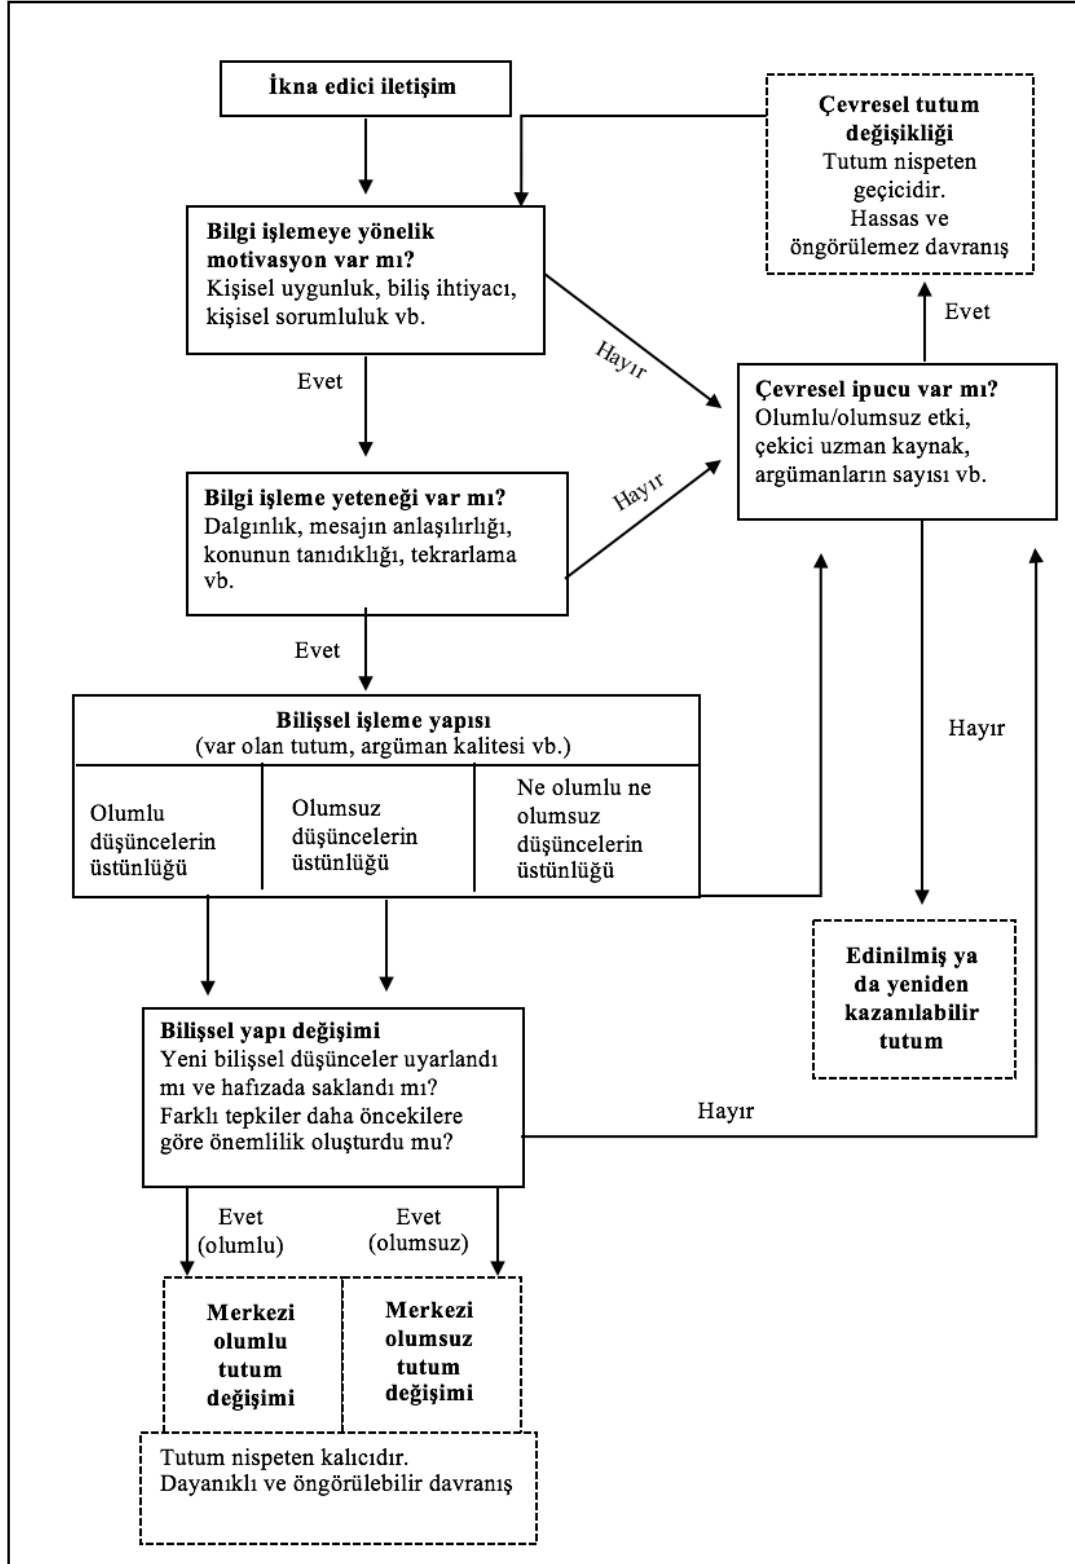 İkna edici iletişim
Çevresel tutum
değişikliği
Tutum nispeten
geçicidir.
Hassas ve
öngörülemez davranış
Bilgi işlemeye yönelik
motivasyon var mı?
Kişisel uygunluk, biliş ihtiyacı,
kişisel sorumluluk vb.
Evet
Hayır
Evet
Çevresel ipucu var mı?
Olumlu/olumsuz etki,
çekici uzman kaynak,
argümanların sayısı vb.
Bilgi işleme yeteneği var mı?
Dalgınlık, mesajın anlaşılırlığı,
konunun tanıdıklığı, tekrarlama
vb.
Hayır
Evet
Bilişsel işleme yapısı
(var olan tutum, argüman kalitesi vb.)
Olumlu
düşüncelerin
üstünlüğü
Olumsuz
düşüncelerin
üstünlüğü
Ne olumlu ne
olumsuz
düşüncelerin
üstünlüğü
Hayır
Edinilmiş ya
da yeniden
kazanılabilir
tutum
Bilişsel yapı değişimi
Yeni bilişsel düşünceler uyarlandı
mı ve hafızada saklandı mı?
Farklı tepkiler daha öncekilere
göre önemlilik oluşturdu mu?
Hayır
Evet
(olumlu)
Evet
(olumsuz)
Merkezi
olumlu
tutum
değişimi
Merkezi
olumsuz
tutum
değişimi
Tutum nispeten kalıcıdır.
Dayanıklı ve öngörülebilir davranış